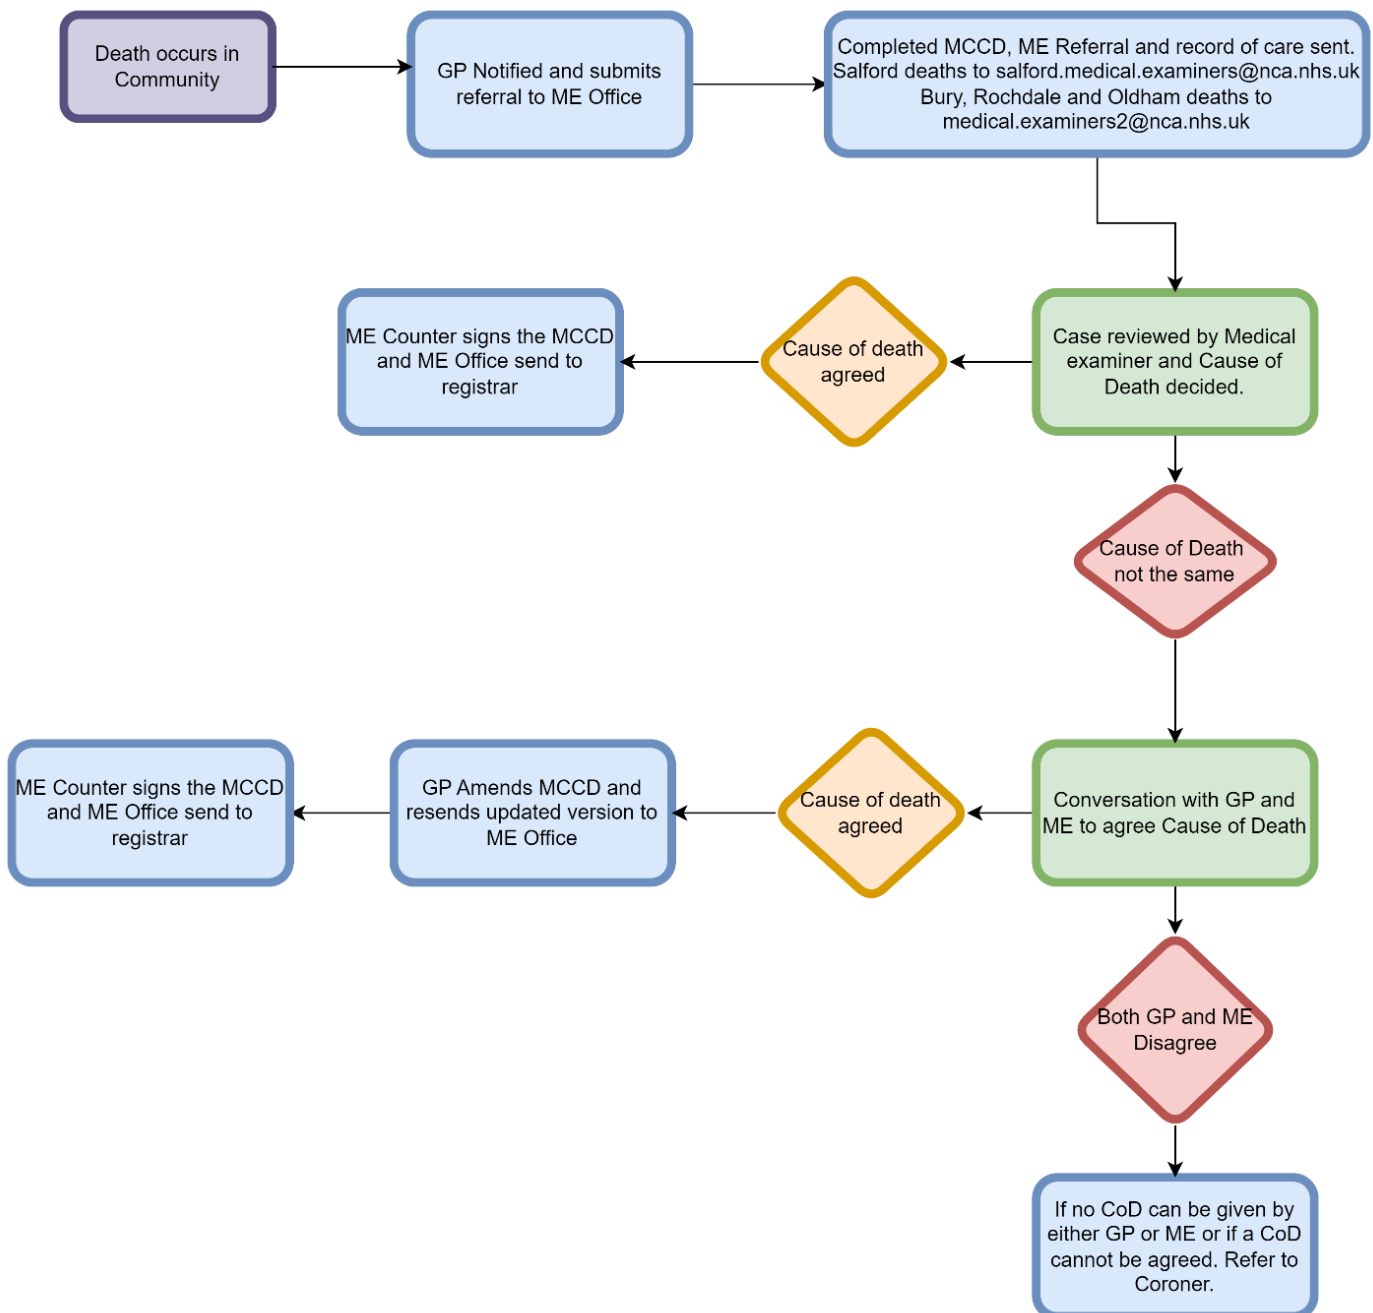 Death occurs in
Community
GP Notified and submits
referral to ME Office
Completed MCCD, ME Referral and record of care sent.
Salford deaths to salford.medical.examiners@nca.nhs.uk
Bury, Rochdale and Oldham deaths to
medical.examiners2@nca.nhs.uk
ME Counter signs the MCCD
and ME Office send to
registrar
Cause of death
agreed
Case reviewed by Medical
examiner and Cause of
Death decided.
Cause of Death
not the same
ME Counter signs the MCCD
and ME Office send to
registrar
GP Amends MCCD and
resends updated version to
ME Office
Cause of death
agreed
Conversation with GP and
ME to agree Cause of Death
Both GP and ME
Disagree
If no CoD can be given by
either GP or ME or if a CoD
cannot be agreed. Refer to
Coroner.